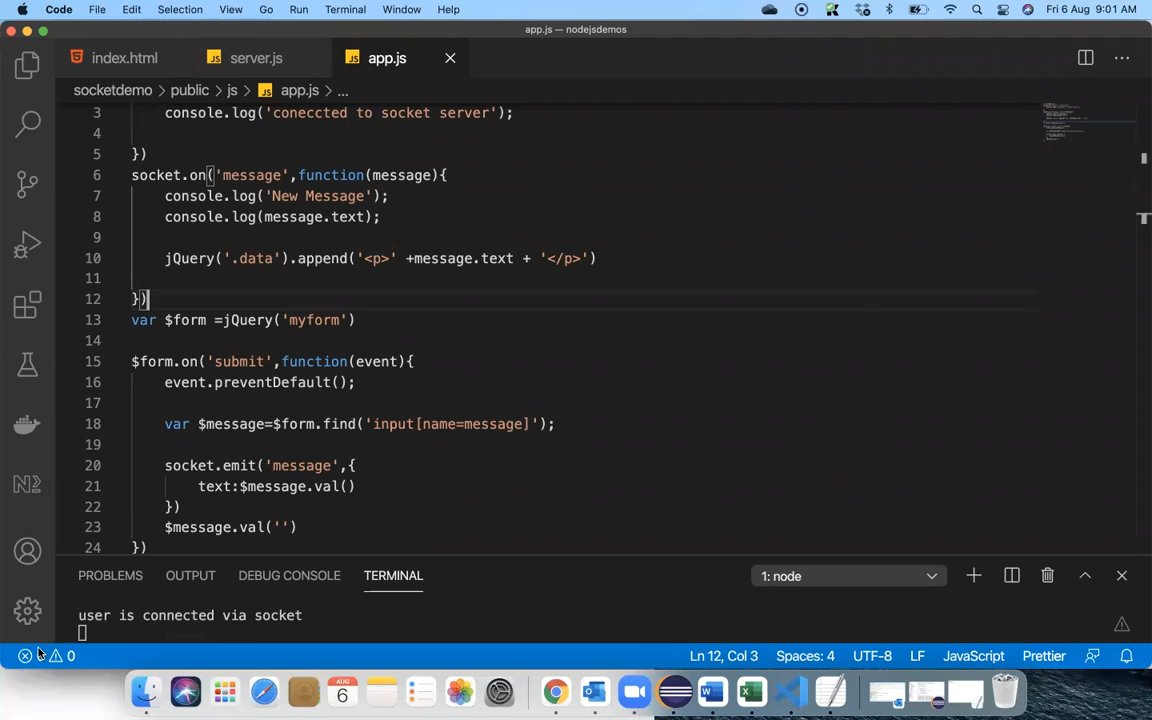 Code File Edit Selection View Go Run Terminal Window Help Fri 6 Aug 9:01 AM
app.js — nodejsdemos
index.html JS server.js JS app.js
socketdemo > public > js > JS app.js > ...
3 console.log('coneccted to socket server');
4
5 })
6 socket.on('message',function(message){
7 console.log('New Message');
8 console.log(message.text);
9
10 jQuery('.data').append('<p>' +message.text + '</p>')
11
12 })
13 var $form =jQuery('myform')
14
15 $form.on('submit',function(event){
16 event.preventDefault();
17
18 var $message=$form.find('input[name=message]');
19
20 socket.emit('message',{
21 text:$message.val()
22 })
23 $message.val('')
24 })
PROBLEMS OUTPUT DEBUG CONSOLE TERMINAL 1: node
user is connected via socket
0 Ln 12, Col 3 Spaces: 4 UTF-8 LF JavaScript Prettier
AUG
6